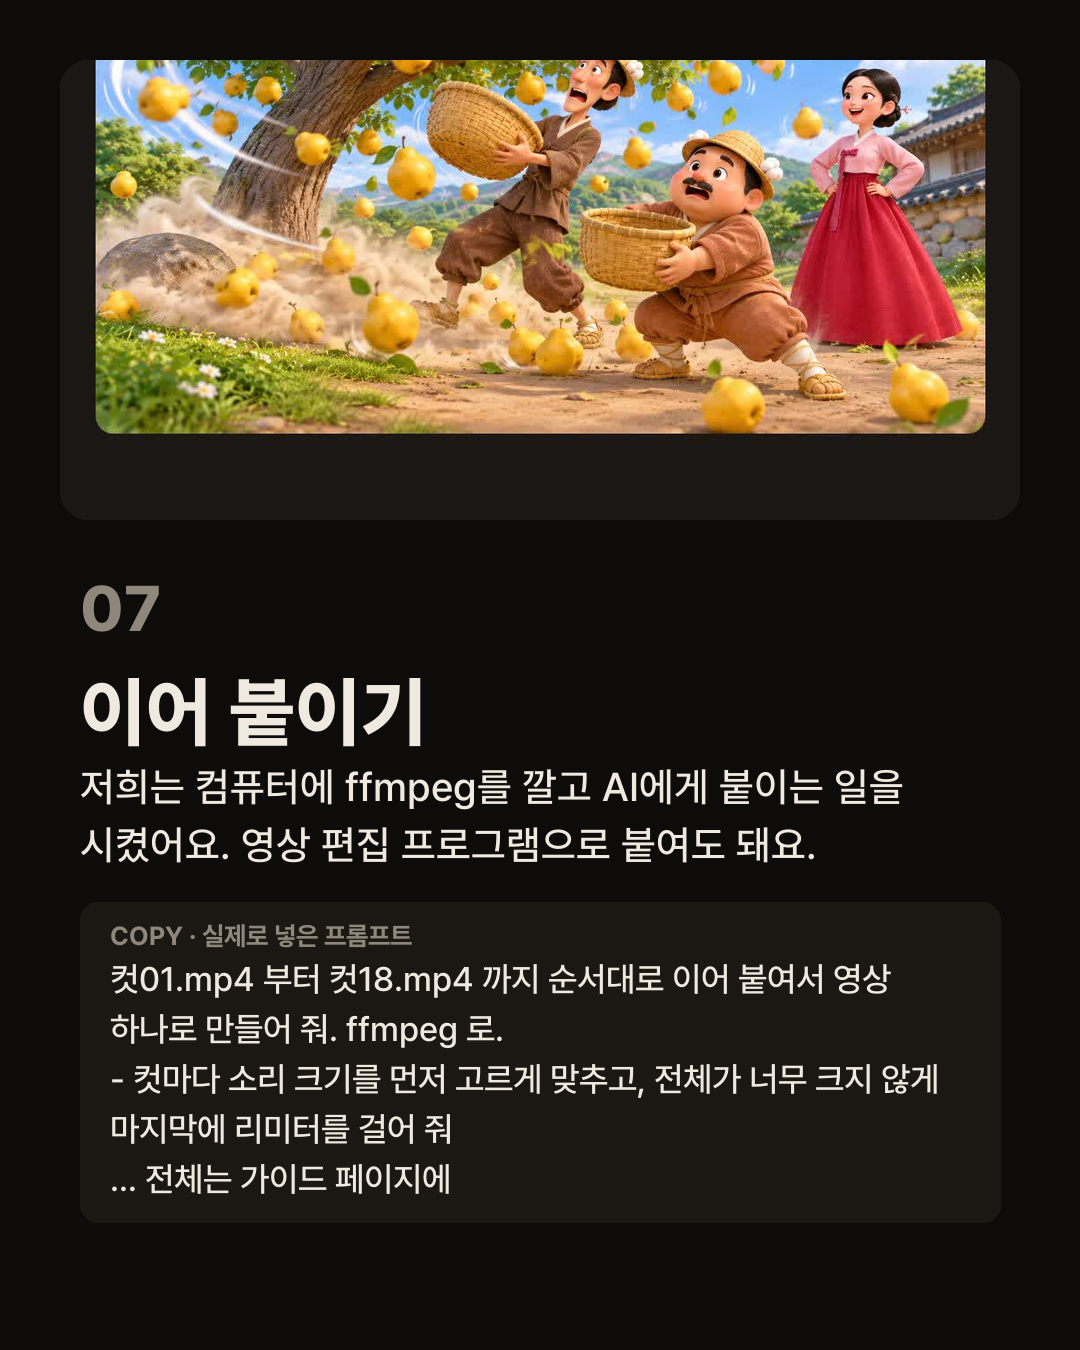 07
이어 붙이기
저희는 컴퓨터에 ffmpeg를 깔고 AI에게 붙이는 일을
시켰어요. 영상 편집 프로그램으로 붙여도 돼요.
COPY · 실제로 넣은 프롬프트
컷01.mp4 부터 컷18.mp4 까지 순서대로 이어 붙여서 영상
하나로 만들어 줘. ffmpeg 로.
- 컷마다 소리 크기를 먼저 고르게 맞추고, 전체가 너무 크지 않게
마지막에 리미터를 걸어 줘
... 전체는 가이드 페이지에